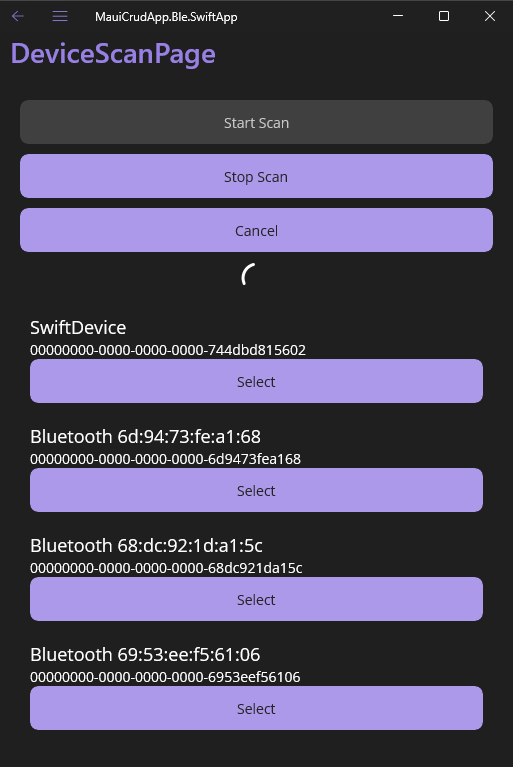 MauiCrudApp.Ble.SwiftApp
DeviceScanPage
Start Scan
Stop Scan
Cancel
SwiftDevice
00000000-0000-0000-0000-744dbd815602
Select
Bluetooth 6d:94:73:fe:a1:68
00000000-0000-0000-0000-6d9473fea168
Select
Bluetooth 68:dc:92:1d:a1:5c
00000000-0000-0000-0000-68dc921da15c
Select
Bluetooth 69:53:ee:f5:61:06
00000000-0000-0000-0000-6953eef56106
Select